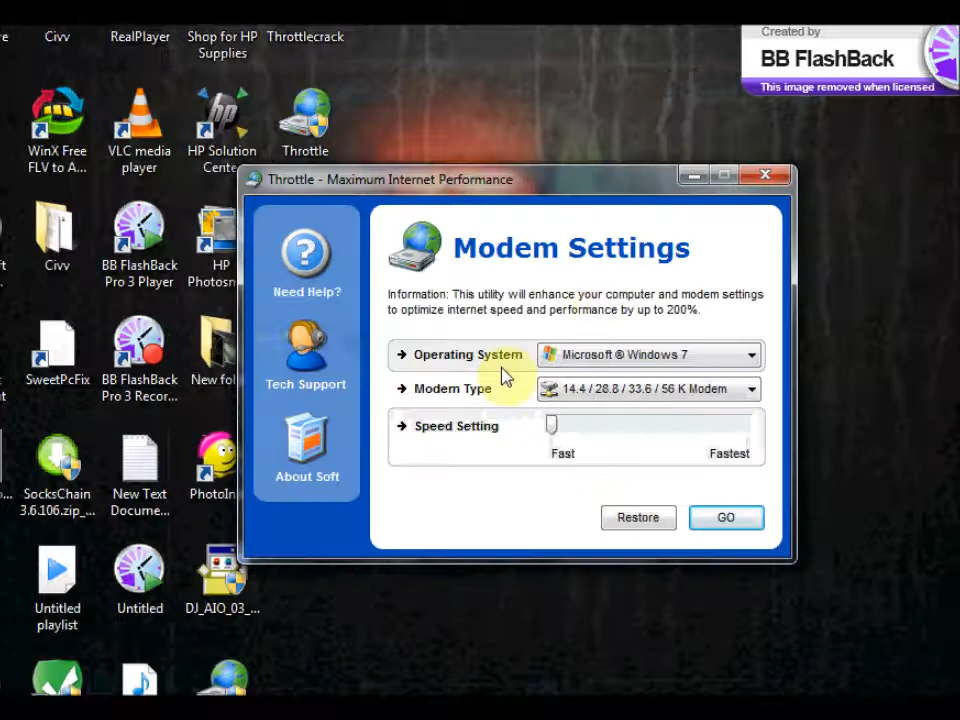 re
Civv
RealPlayer
Shop for HP
Supplies
Throttlecrack
Created by
BB FlashBack
This image removed when licensed
WinX Free
FLV to A...
VLC media
player
HP Solution
Cente
Throttle
Throttle - Maximum Internet Performance
Need Help?
Tech Support
About Soft
Modem Settings
Information: This utility will enhance your computer and modem settings
to optimize internet speed and performance by up to 200%.
Operating System
Microsoft ® Windows 7
Modem Type
14.4 / 28.8 / 33.6 / 56 K Modem
Speed Setting
Fast
Fastest
Restore
GO
Civv
BB FlashBack
Pro 3 Player
HP
Photosn
SweetPcFix
BB FlashBack
Pro 3 Recor...
New fol
SocksChain
3.6.106.zip_...
New Text
Docume...
PhotoIn
Untitled
playlist
Untitled
DJ_AIO_03_...